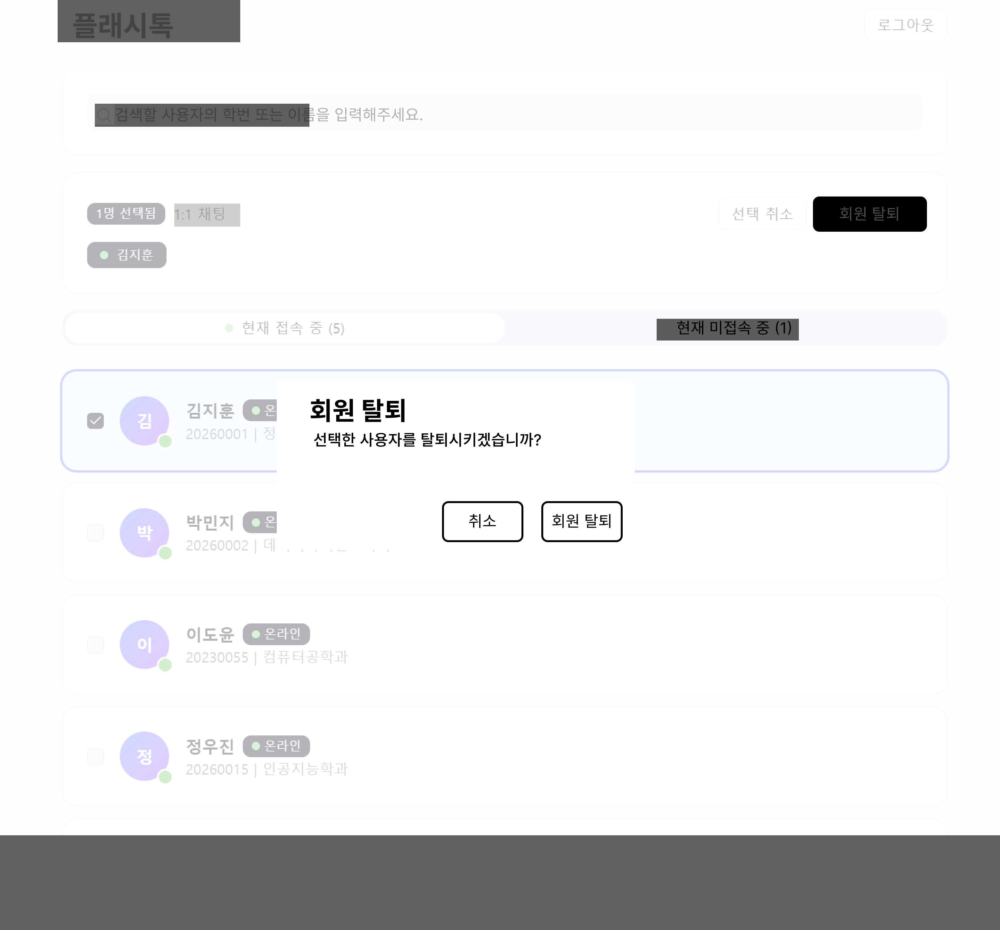 플래시톡
로그아웃
검색할 사용자의 학번 또는 이름을 입력해주세요.
1명 선택됨 1:1 채팅
선택 취소 회원 탈퇴
김지훈
현재 접속 중 (5)
현재 미접속 중 (1)
김
김지훈 온
20260001 | 정
회원 탈퇴
선택한 사용자를 탈퇴시키겠습니까?
취소 회원 탈퇴
박
박민지 온
20260002 | 데
이
이도윤 온라인
20230055 | 컴퓨터공학과
정
정우진 온라인
20260015 | 인공지능학과